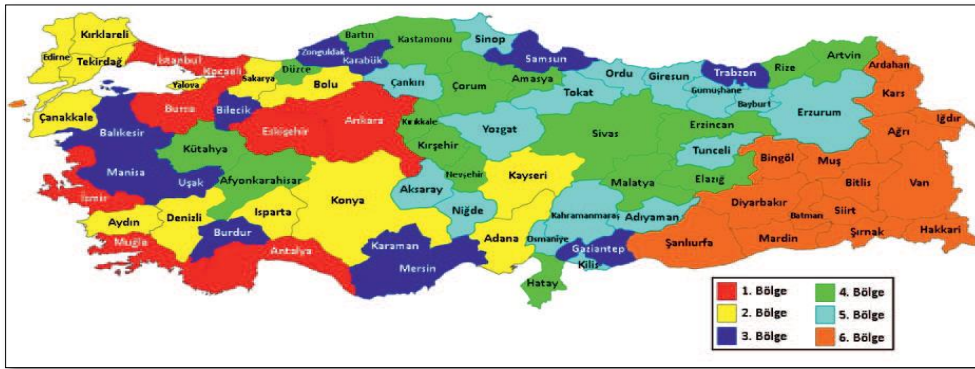 Kırklareli
Edirne
Tekirdağ
İstanbul
Kocaeli
Yalova
Sakarya
Düzce
Bolu
Zonguldak
Bartın
Karabük
Kastamonu
Sinop
Samsun
Çankırı
Çorum
Amasya
Tokat
Ordu
Giresun
Trabzon
Gumuşhane
Bayburt
Rize
Artvin
Ardahan
Kars
Iğdır
Erzurum
Ağrı
Çanakkale
Balıkesir
Bursa
Bilecik
Eskişehir
Ankara
Kırıkkale
Yozgat
Sivas
Erzincan
Tunceli
Bingöl
Muş
Bitlis
Van
Manisa
Kütahya
Uşak
Afyonkarahisar
Kırşehir
Nevşehir
Kayseri
Malatya
Elazığ
Diyarbakır
Batman
Siirt
Şırnak
Hakkari
İzmir
Aydın
Denizli
Isparta
Konya
Aksaray
Niğde
Kahramanmaraş
Adıyaman
Şanlıurfa
Mardin
Muğla
Burdur
Antalya
Karaman
Mersin
Adana
Osmaniye
Gaziantep
Kilis
Hatay
1. Bölge
2. Bölge
3. Bölge
4. Bölge
5. Bölge
6. Bölge